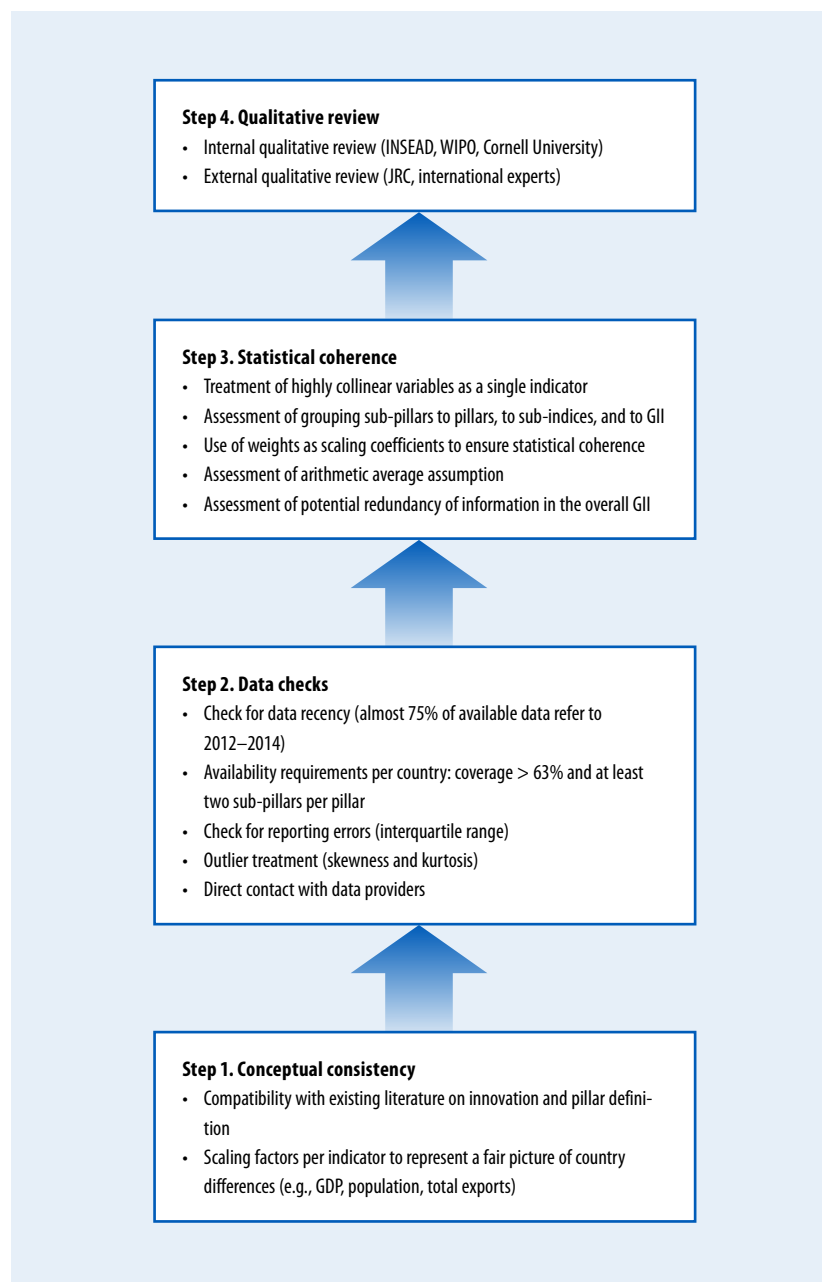 Step 4. Qualitative review
• Internal qualitative review (INSEAD, WIPO, Cornell University)
• External qualitative review (JRC, international experts)
Step 3. Statistical coherence
• Treatment of highly collinear variables as a single indicator
• Assessment of grouping sub-pillars to pillars, to sub-indices, and to GII
• Use of weights as scaling coefficients to ensure statistical coherence
• Assessment of arithmetic average assumption
• Assessment of potential redundancy of information in the overall GII
Step 2. Data checks
• Check for data recency (almost 75% of available data refer to
2012–2014)
• Availability requirements per country: coverage > 63% and at least
two sub-pillars per pillar
• Check for reporting errors (interquartile range)
• Outlier treatment (skewness and kurtosis)
• Direct contact with data providers
Step 1. Conceptual consistency
• Compatibility with existing literature on innovation and pillar defini-
tion
• Scaling factors per indicator to represent a fair picture of country
differences (e.g., GDP, population, total exports)